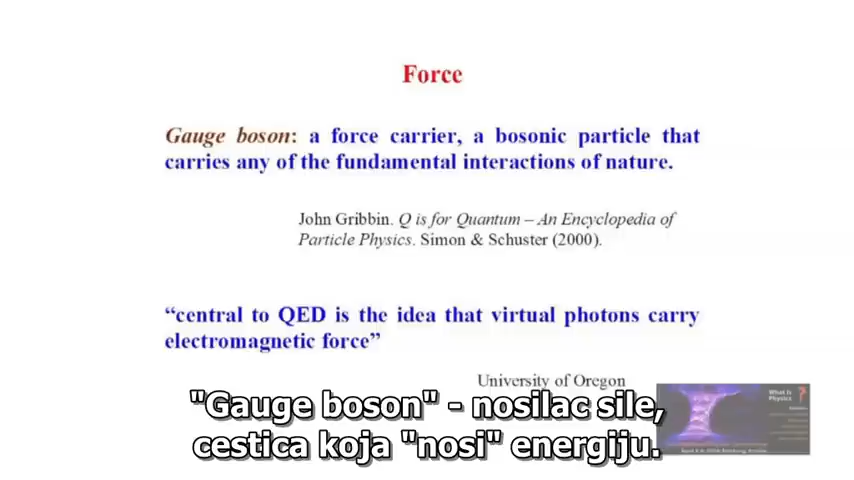 Force
Gauge boson: a force carrier, a bosonic particle that
carries any of the fundamental interactions of nature.
John Gribbin. Q is for Quantum – An Encyclopedia of
Particle Physics. Simon & Schuster (2000).
“central to QED is the idea that virtual photons carry
electromagnetic force”
University of Oregon
What Is
Physics
"Gauge boson" - nosilac sile,
cestica koja "nosi" energiju.